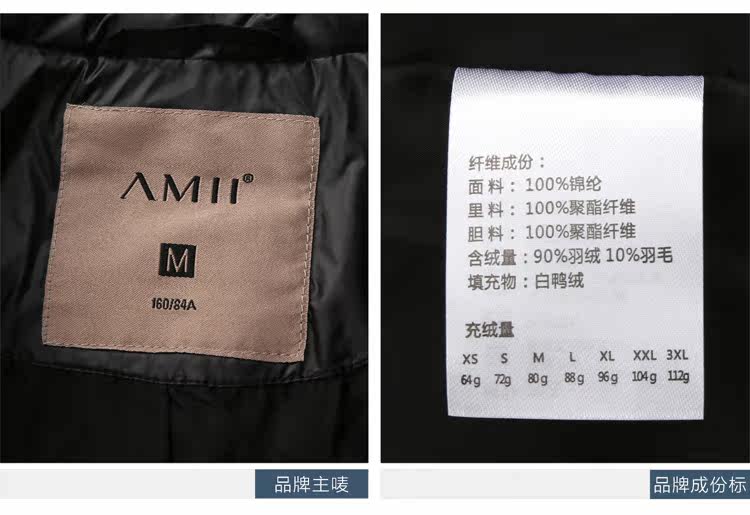 AMII®
M
160/84A
纤维成份：
面料：100%锦纶
里料：100%聚酯纤维
胆料：100%聚酯纤维
含绒量：90%羽绒 10%羽毛
填充物：白鸭绒
充绒量
XS S M L XL XXL 3XL
64g 72g 80g 88g 96g 104g 112g
品牌主唛
品牌成份标